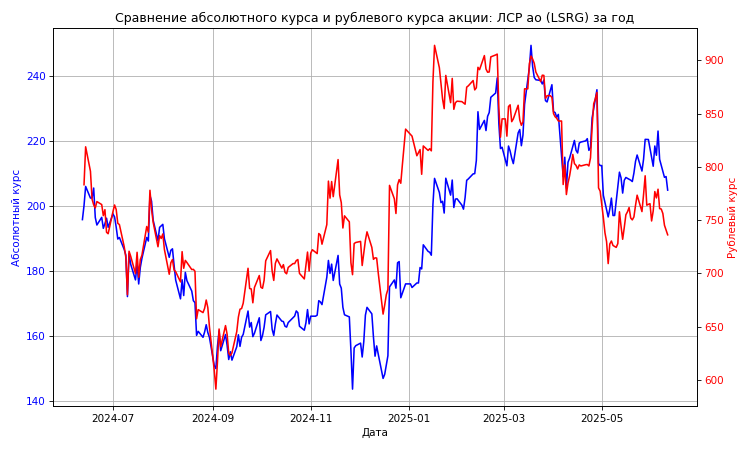 Сравнение абсолютного курса и рублевого курса акции: ЛСР ао (LSRG) за год
240
220
200
180
160
140
Абсолютный курс
900
850
800
750
700
650
600
Рублевый курс
2024-07 2024-09 2024-11 2025-01 2025-03 2025-05
Дата